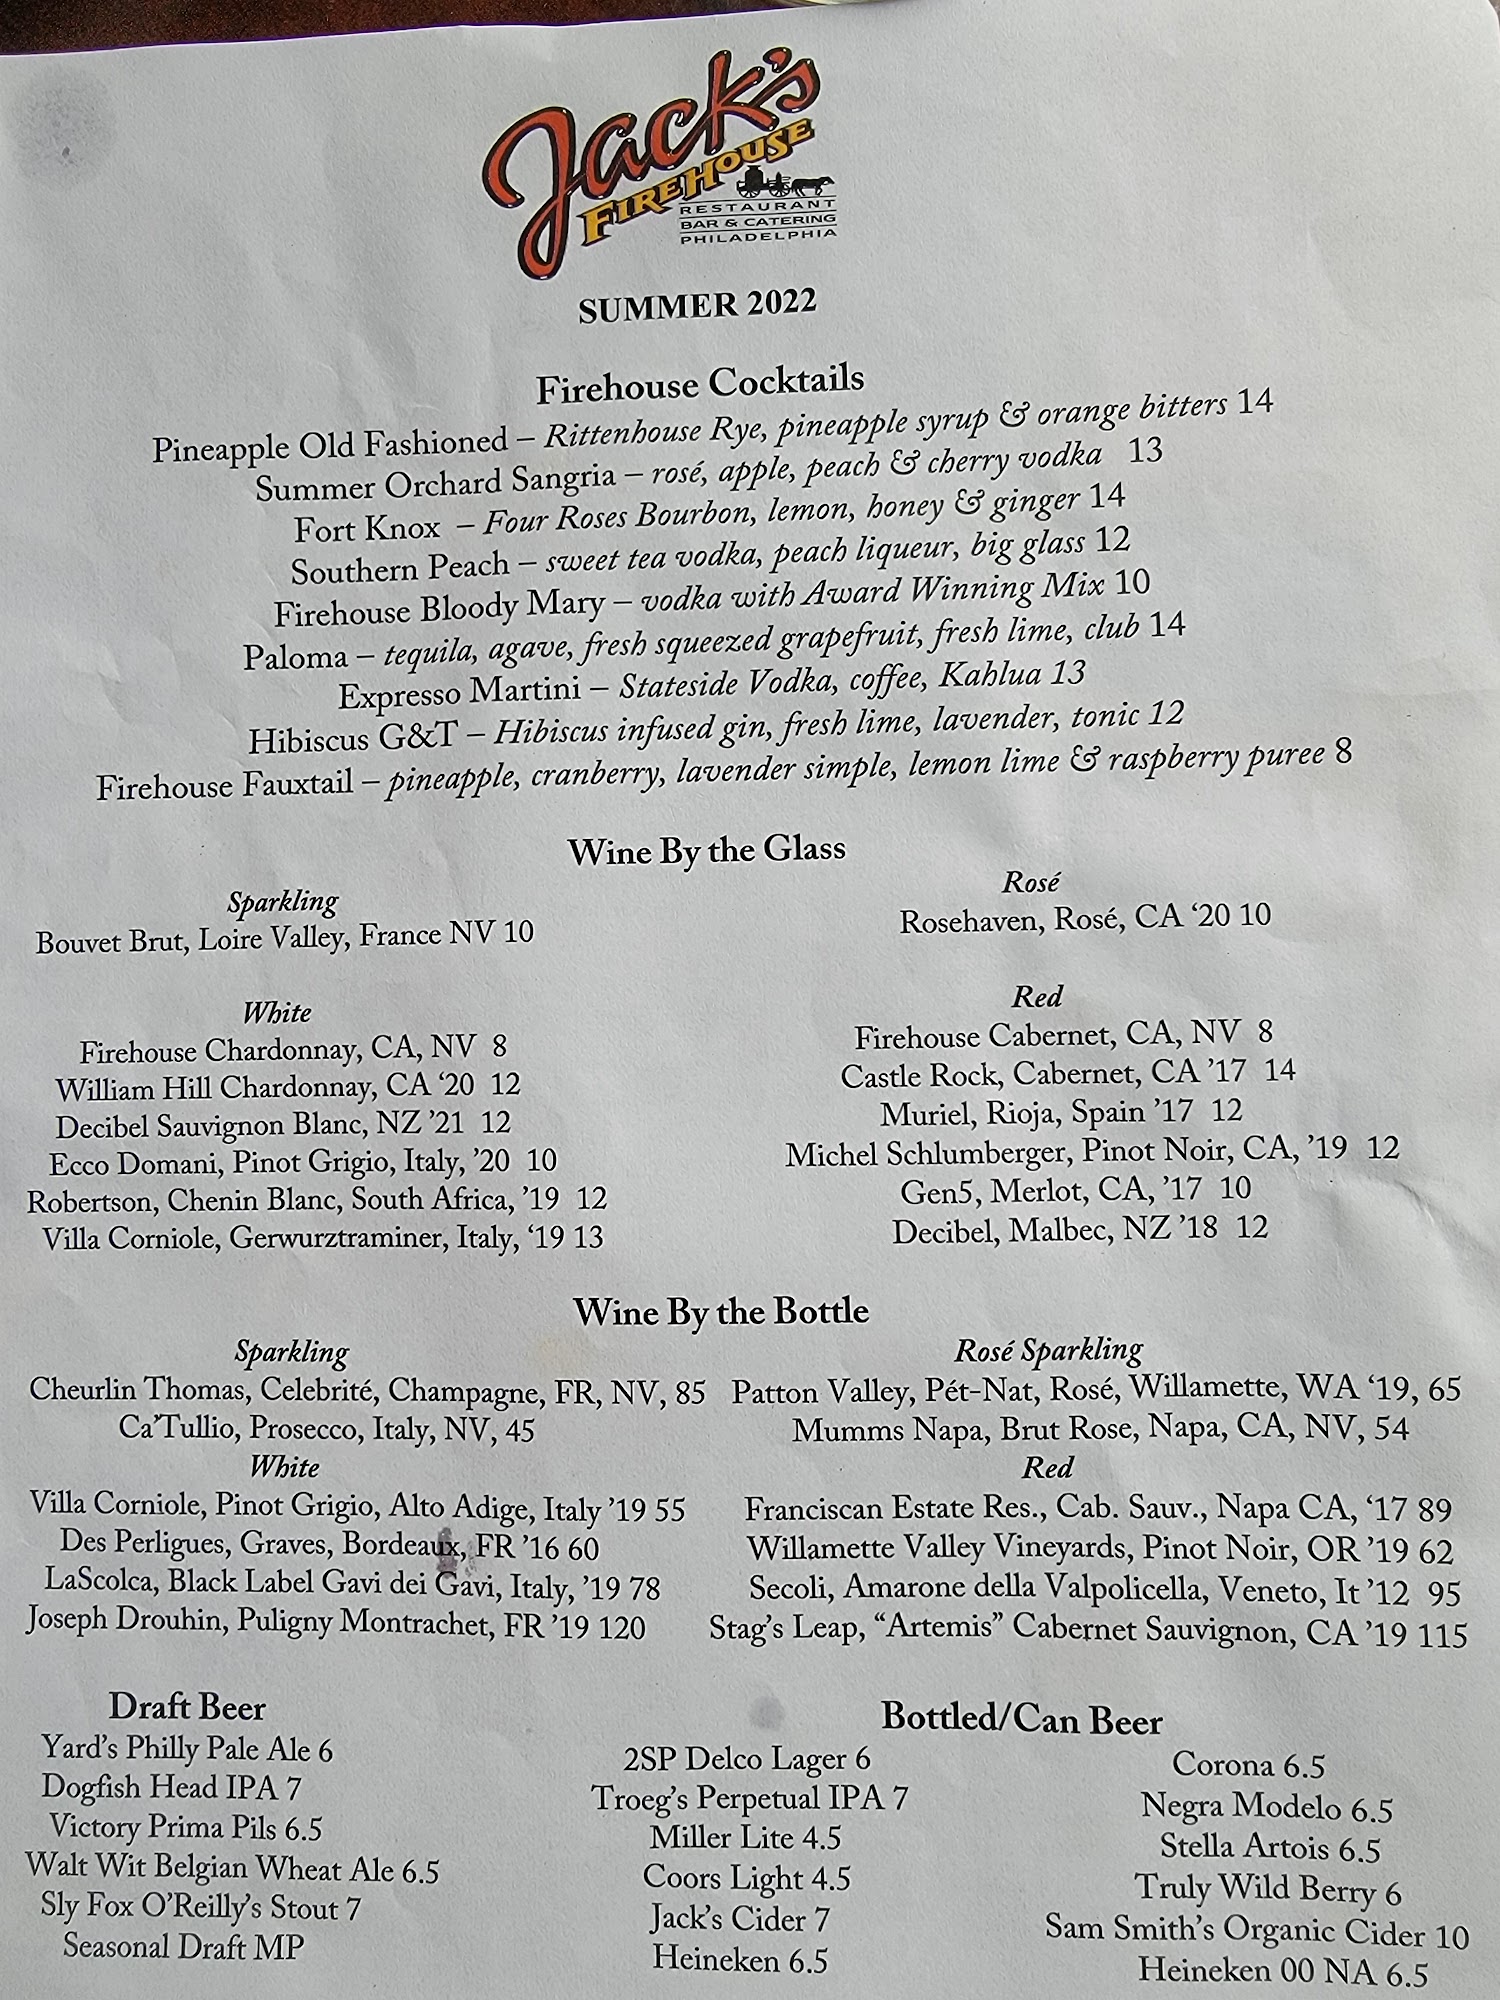 Jack's
FIREHOUSE
RESTAURANT
BAR & CATERING
PHILADELPHIA
SUMMER 2022
Firehouse Cocktails
Pineapple Old Fashioned – Rittenhouse Rye, pineapple syrup & orange bitters 14
Summer Orchard Sangria – rosé, apple, peach & cherry vodka 13
Fort Knox – Four Roses Bourbon, lemon, honey & ginger 14
Southern Peach – sweet tea vodka, peach liqueur, big glass 12
Firehouse Bloody Mary – vodka with Award Winning Mix 10
Paloma – tequila, agave, fresh squeezed grapefruit, fresh lime, club 14
Expresso Martini – Stateside Vodka, coffee, Kahlua 13
Hibiscus G&T – Hibiscus infused gin, fresh lime, lavender, tonic 12
Firehouse Fauxtail – pineapple, cranberry, lavender simple, lemon lime & raspberry puree 8
Wine By the Glass
Sparkling
Bouvet Brut, Loire Valley, France NV 10
Rosé
Rosehaven, Rosé, CA ‘20 10
White
Firehouse Chardonnay, CA, NV 8
William Hill Chardonnay, CA ‘20 12
Decibel Sauvignon Blanc, NZ ’21 12
Ecco Domani, Pinot Grigio, Italy, ’20 10
Robertson, Chenin Blanc, South Africa, ’19 12
Villa Corniole, Gerwurztraminer, Italy, ‘19 13
Red
Firehouse Cabernet, CA, NV 8
Castle Rock, Cabernet, CA ’17 14
Muriel, Rioja, Spain ’17 12
Michel Schlumberger, Pinot Noir, CA, ’19 12
Gen5, Merlot, CA, ’17 10
Decibel, Malbec, NZ ’18 12
Wine By the Bottle
Sparkling
Cheurlin Thomas, Celebrité, Champagne, FR, NV, 85
Ca’Tullio, Prosecco, Italy, NV, 45
Rosé Sparkling
Patton Valley, Pét-Nat, Rosé, Willamette, WA ‘19, 65
Mumms Napa, Brut Rose, Napa, CA, NV, 54
White
Villa Corniole, Pinot Grigio, Alto Adige, Italy ’19 55
Des Perligues, Graves, Bordeaux, FR ’16 60
LaScolca, Black Label Gavi dei Gavi, Italy, ’19 78
Joseph Drouhin, Puligny Montrachet, FR ’19 120
Red
Franciscan Estate Res., Cab. Sauv., Napa CA, ‘17 89
Willamette Valley Vineyards, Pinot Noir, OR ’19 62
Secoli, Amarone della Valpolicella, Veneto, It ’12 95
Stag’s Leap, “Artemis” Cabernet Sauvignon, CA ’19 115
Draft Beer
Yard’s Philly Pale Ale 6
Dogfish Head IPA 7
Victory Prima Pils 6.5
Walt Wit Belgian Wheat Ale 6.5
Sly Fox O’Reilly’s Stout 7
Seasonal Draft MP
Bottled/Can Beer
2SP Delco Lager 6
Troeg’s Perpetual IPA 7
Miller Lite 4.5
Coors Light 4.5
Jack’s Cider 7
Heineken 6.5
Corona 6.5
Negra Modelo 6.5
Stella Artois 6.5
Truly Wild Berry 6
Sam Smith’s Organic Cider 10
Heineken 00 NA 6.5